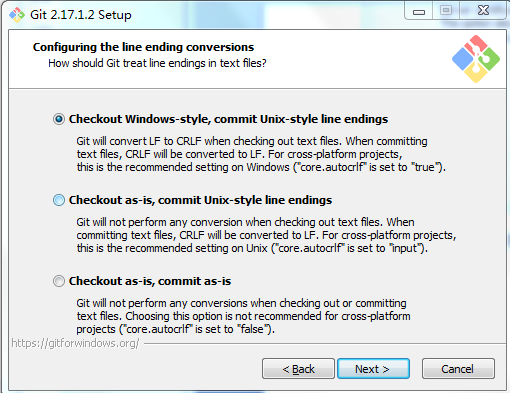 Git 2.17.1.2 Setup
Configuring the line ending conversions
How should Git treat line endings in text files?
Checkout Windows-style, commit Unix-style line endings
Git will convert LF to CRLF when checking out text files. When committing
text files, CRLF will be converted to LF. For cross-platform projects,
this is the recommended setting on Windows ("core.autocrlf" is set to "true").
Checkout as-is, commit Unix-style line endings
Git will not perform any conversion when checking out text files. When
committing text files, CRLF will be converted to LF. For cross-platform projects,
this is the recommended setting on Unix ("core.autocrlf" is set to "input").
Checkout as-is, commit as-is
Git will not perform any conversions when checking out or committing
text files. Choosing this option is not recommended for cross-platform
projects ("core.autocrlf" is set to "false").
https://gitforwindows.org/
< Back
Next >
Cancel